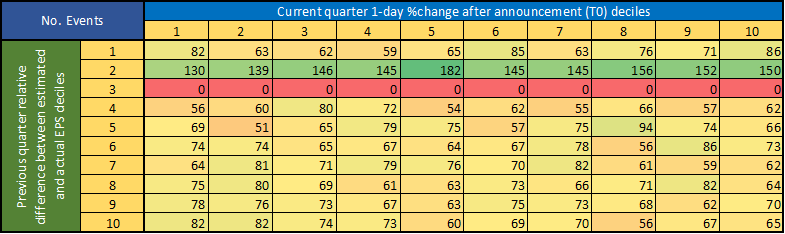 No. Events
Current quarter 1-day %change after announcement (T0) deciles
1 2 3 4 5 6 7 8 9 10
Previous quarter relative
difference between estimated
and actual EPS deciles
1 82 63 62 59 65 85 63 76 71 86
2 130 139 146 145 182 145 145 156 152 150
3 0 0 0 0 0 0 0 0 0 0
4 56 60 80 72 54 62 55 66 57 62
5 69 51 65 79 75 57 75 94 74 66
6 74 74 65 67 64 67 78 56 86 73
7 64 81 71 79 76 70 82 61 59 62
8 75 80 69 61 63 73 66 71 82 64
9 78 76 73 67 63 75 73 68 62 70
10 82 82 74 73 60 69 70 56 67 65